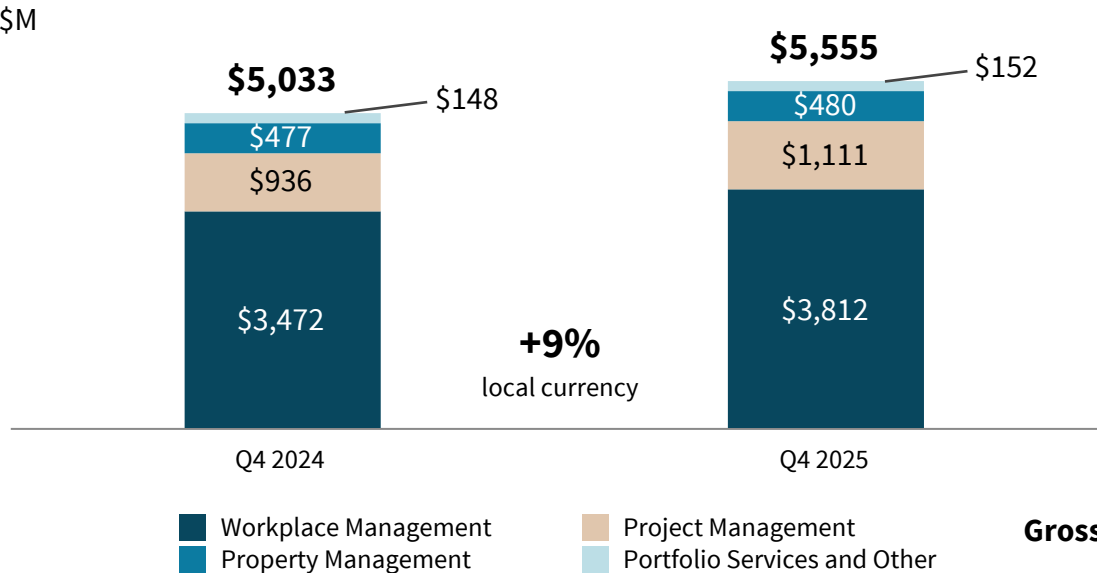 $M
$5,033
$148
$477
$936
$3,472
+9%
local currency
$5,555
$152
$480
$1,111
$3,812
Q4 2024
Q4 2025
Workplace Management
Project Management
Property Management
Portfolio Services and Other
Gross